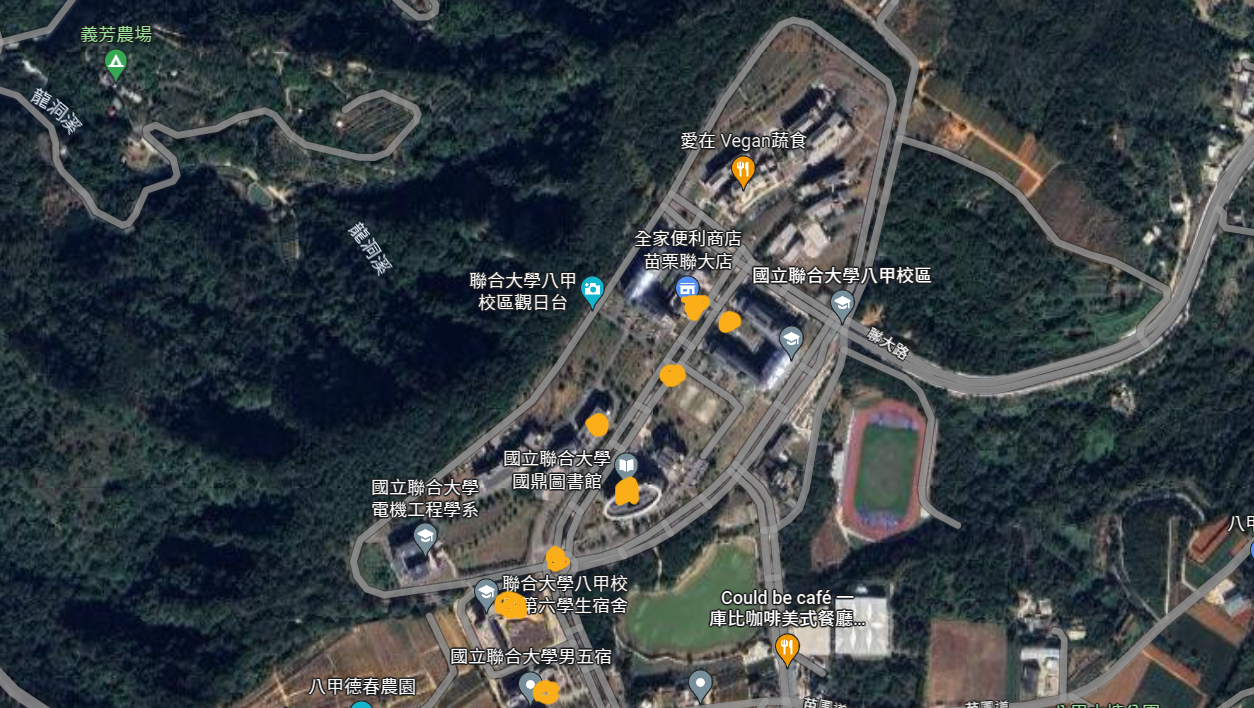 義芳農場
龍洞溪
愛在 Vegan蔬食
龍洞溪
全家便利商店
苗栗聯大店
國立聯合大學八甲校區
聯合大學八甲
校區觀日台
聯大路
國立聯合大學
國鼎圖書館
國立聯合大學
電機工程學系
八甲
聯合大學八甲校
第六學生宿舍
Could be café 一
庫比咖啡美式餐廳...
國立聯合大學男五宿
八甲德春農園